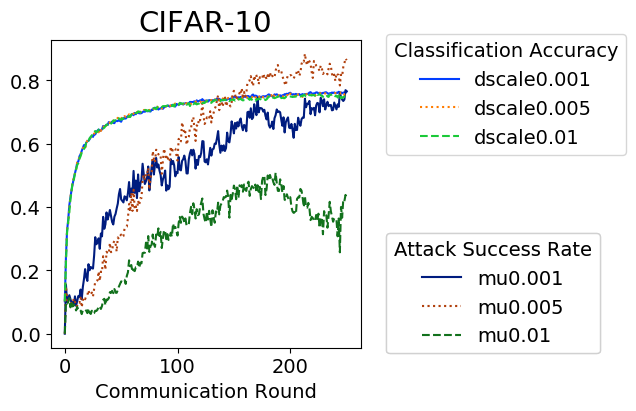 CIFAR-10
0.8
0.6
0.4
0.2
0.0
0
100
200
Communication Round
Classification Accuracy
dscale0.001
dscale0.005
dscale0.01
Attack Success Rate
mu0.001
mu0.005
mu0.01